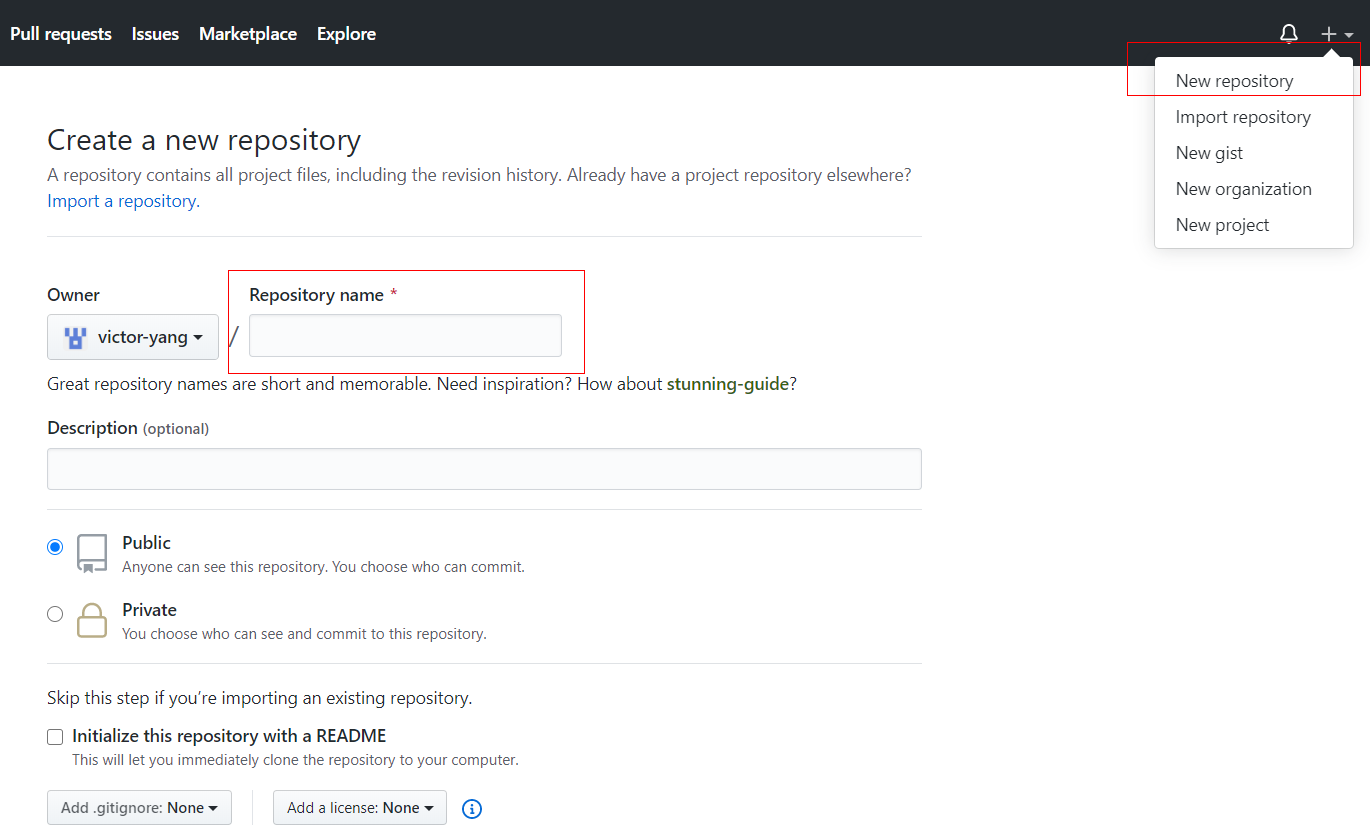 Pull requests Issues Marketplace Explore
New repository
Import repository
New gist
New organization
New project
Create a new repository
A repository contains all project files, including the revision history. Already have a project repository elsewhere?
Import a repository.
Owner Repository name *
victor-yang /
Great repository names are short and memorable. Need inspiration? How about stunning-guide?
Description (optional)
Public
Anyone can see this repository. You choose who can commit.
Private
You choose who can see and commit to this repository.
Skip this step if you’re importing an existing repository.
Initialize this repository with a README
This will let you immediately clone the repository to your computer.
Add .gitignore: None Add a license: None